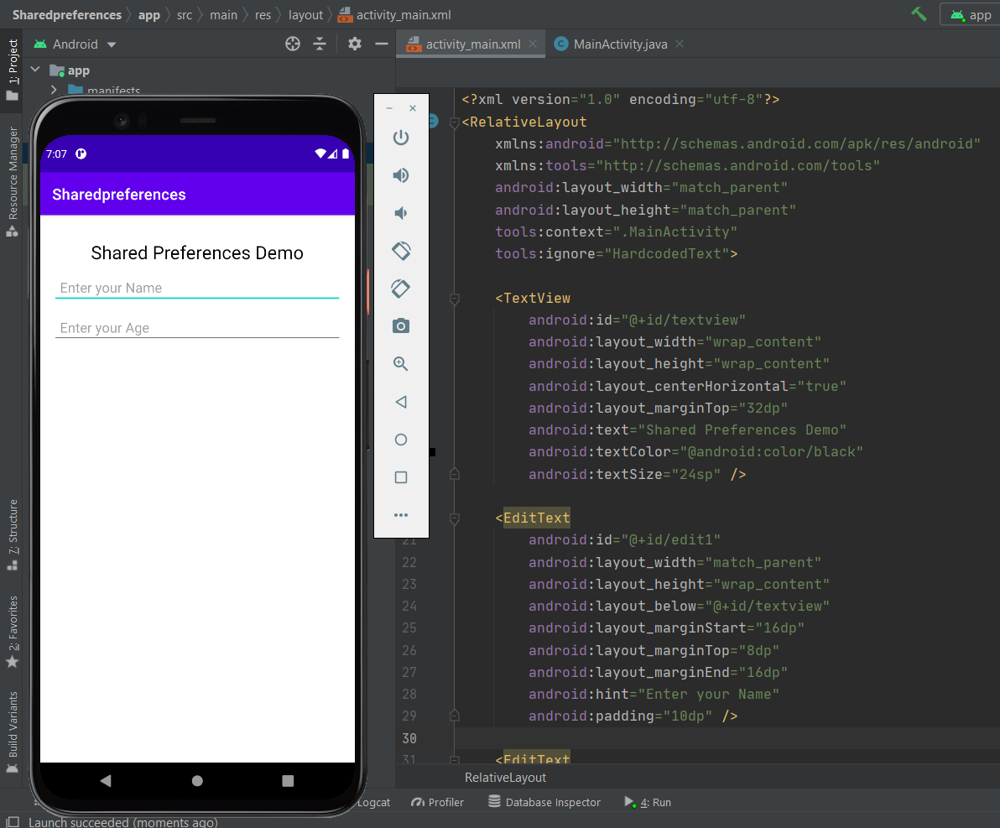 Sharedpreferences app src main res layout activity_main.xml app
1: Project
Resource Manager
7: Structure
2: Favorites
Build Variants
Android
app
manifests
7:07
Sharedpreferences
Shared Preferences Demo
Enter your Name
Enter your Age
activity_main.xml MainActivity.java
<?xml version="1.0" encoding="utf-8"?>
<RelativeLayout
xmlns:android="http://schemas.android.com/apk/res/android"
xmlns:tools="http://schemas.android.com/tools"
android:layout_width="match_parent"
android:layout_height="match_parent"
tools:context=".MainActivity"
tools:ignore="HardcodedText">
<TextView
android:id="@+id/textview"
android:layout_width="wrap_content"
android:layout_height="wrap_content"
android:layout_centerHorizontal="true"
android:layout_marginTop="32dp"
android:text="Shared Preferences Demo"
android:textColor="@android:color/black"
android:textSize="24sp" />
<EditText
21 android:id="@+id/edit1"
22 android:layout_width="match_parent"
23 android:layout_height="wrap_content"
24 android:layout_below="@+id/textview"
25 android:layout_marginStart="16dp"
26 android:layout_marginTop="8dp"
27 android:layout_marginEnd="16dp"
28 android:hint="Enter your Name"
29 android:padding="10dp" />
30
31 <EditText
RelativeLayout
Logcat Profiler Database Inspector 4: Run
Launch succeeded (moments ago)